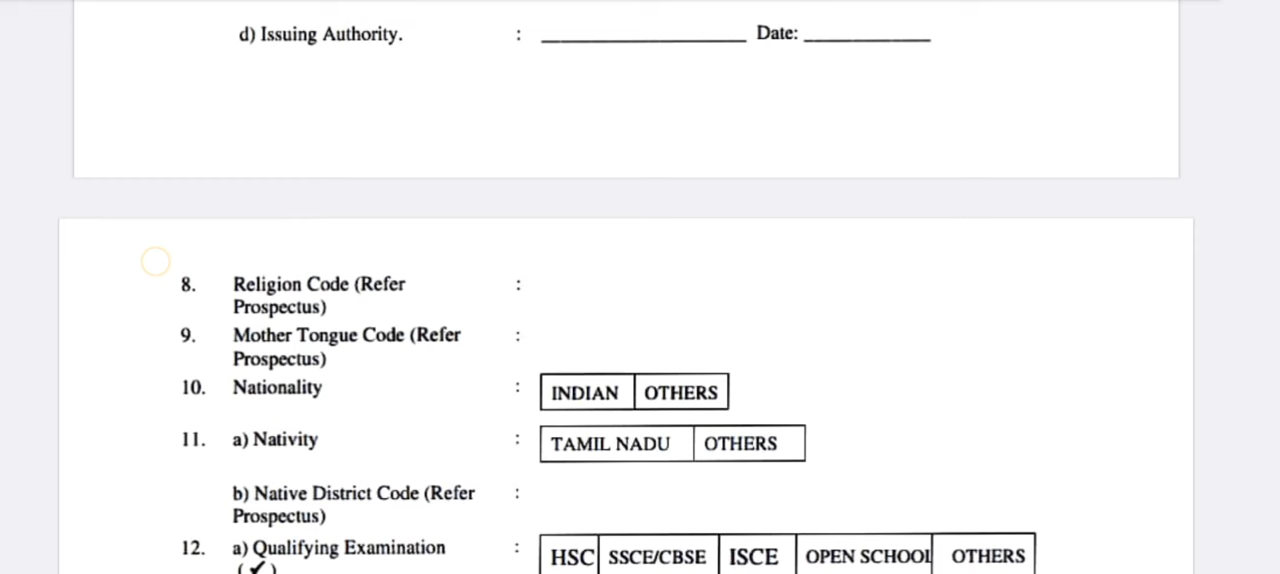 d) Issuing Authority. : ____________________ Date: ____________
8. Religion Code (Refer :
Prospectus)
9. Mother Tongue Code (Refer :
Prospectus)
10. Nationality : INDIAN OTHERS
11. a) Nativity : TAMIL NADU OTHERS
b) Native District Code (Refer :
Prospectus)
12. a) Qualifying Examination : HSC SSCE/CBSE ISCE OPEN SCHOOL OTHERS
(✓)